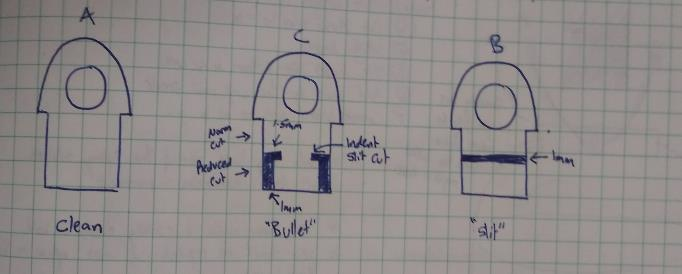 A
Clean
C
Norm
cut
1.5mm
Indent
slit cut
Reduced
cut
1mm
"Bullet"
B
1mm
"Slit"